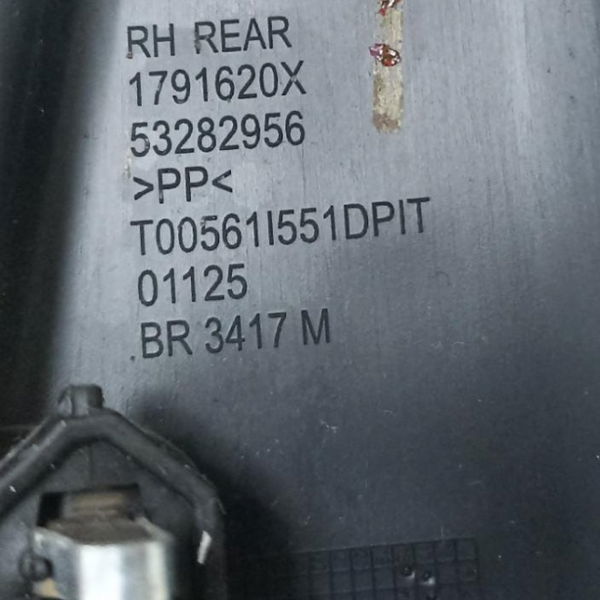 RH REAR
1791620X
53282956
>PP<
T00561I551DPIT
01125
BR 3417 M